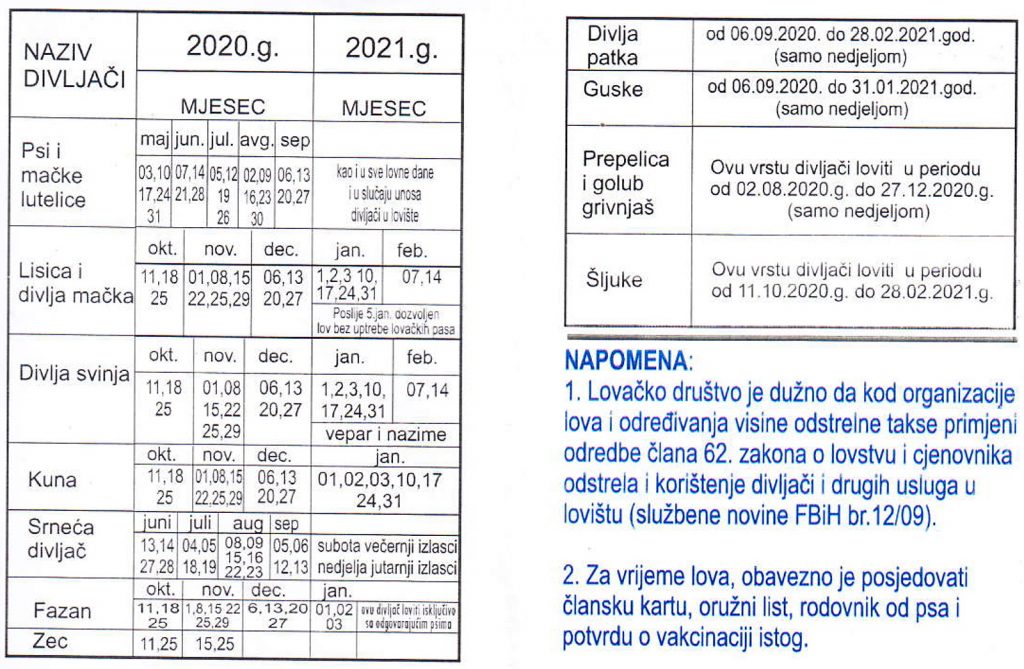 NAZIV DIVLJAČI 2020.g. 2021.g.
MJESEC MJESEC
Psi i mačke lutelice
maj jun. jul. avg. sep
03,10 07,14 05,12 02,09 06,13 kao i u sve lovne dane
17,24 21,28 19 16,23 20,27 i u slučaju unosa
31 26 30 divljači u lovište
Lisica i divlja mačka
okt. nov. dec. jan. feb.
11,18 01,08,15 06,13 1,2,3 10, 07,14
25 22,25,29 20,27 17,24,31
Poslije 5.jan. dozvoljen
lov bez uptrebe lovačkih pasa
Divlja svinja
okt. nov. dec. jan. feb.
11,18 01,08 06,13 1,2,3,10, 07,14
25 15,22 20,27 17,24,31
25,29 vepar i nazime
Kuna
okt. nov. dec. jan.
11,18 01,08,15 06,13 01,02,03,10,17
25 22,25,29 20,27 24,31
Srneća divljač
juni juli aug sep
13,14 04,05 08,09 05,06 subota večernji izlasci
15,16
27,28 18,19 22,23 12,13 nedjelja jutarnji izlasci
Fazan
okt. nov. dec. jan.
11,18 1,8,15 22 6,13,20 01,02 ovu divljač loviti isključivo
25 25,29 27 03 sa odgovarajućim psima
Zec 11,25 15,25
Divlja patka
od 06.09.2020. do 28.02.2021.god.
(samo nedjeljom)
Guske
od 06.09.2020. do 31.01.2021.god.
(samo nedjeljom)
Prepelica i golub grivnjaš
Ovu vrstu divljači loviti u periodu
od 02.08.2020.g. do 27.12.2020.g.
(samo nedjeljom)
Šljuke
Ovu vrstu divljači loviti u periodu
od 11.10.2020.g. do 28.02.2021.g.
NAPOMENA:
1. Lovačko društvo je dužno da kod organizacije
lova i određivanja visine odstrelne takse primjeni
odredbe člana 62. zakona o lovstvu i cjenovnika
odstrela i korištenje divljači i drugih usluga u
lovištu (službene novine FBiH br.12/09).
2. Za vrijeme lova, obavezno je posjedovati
člansku kartu, oružni list, rodovnik od psa i
potvrdu o vakcinaciji istog.